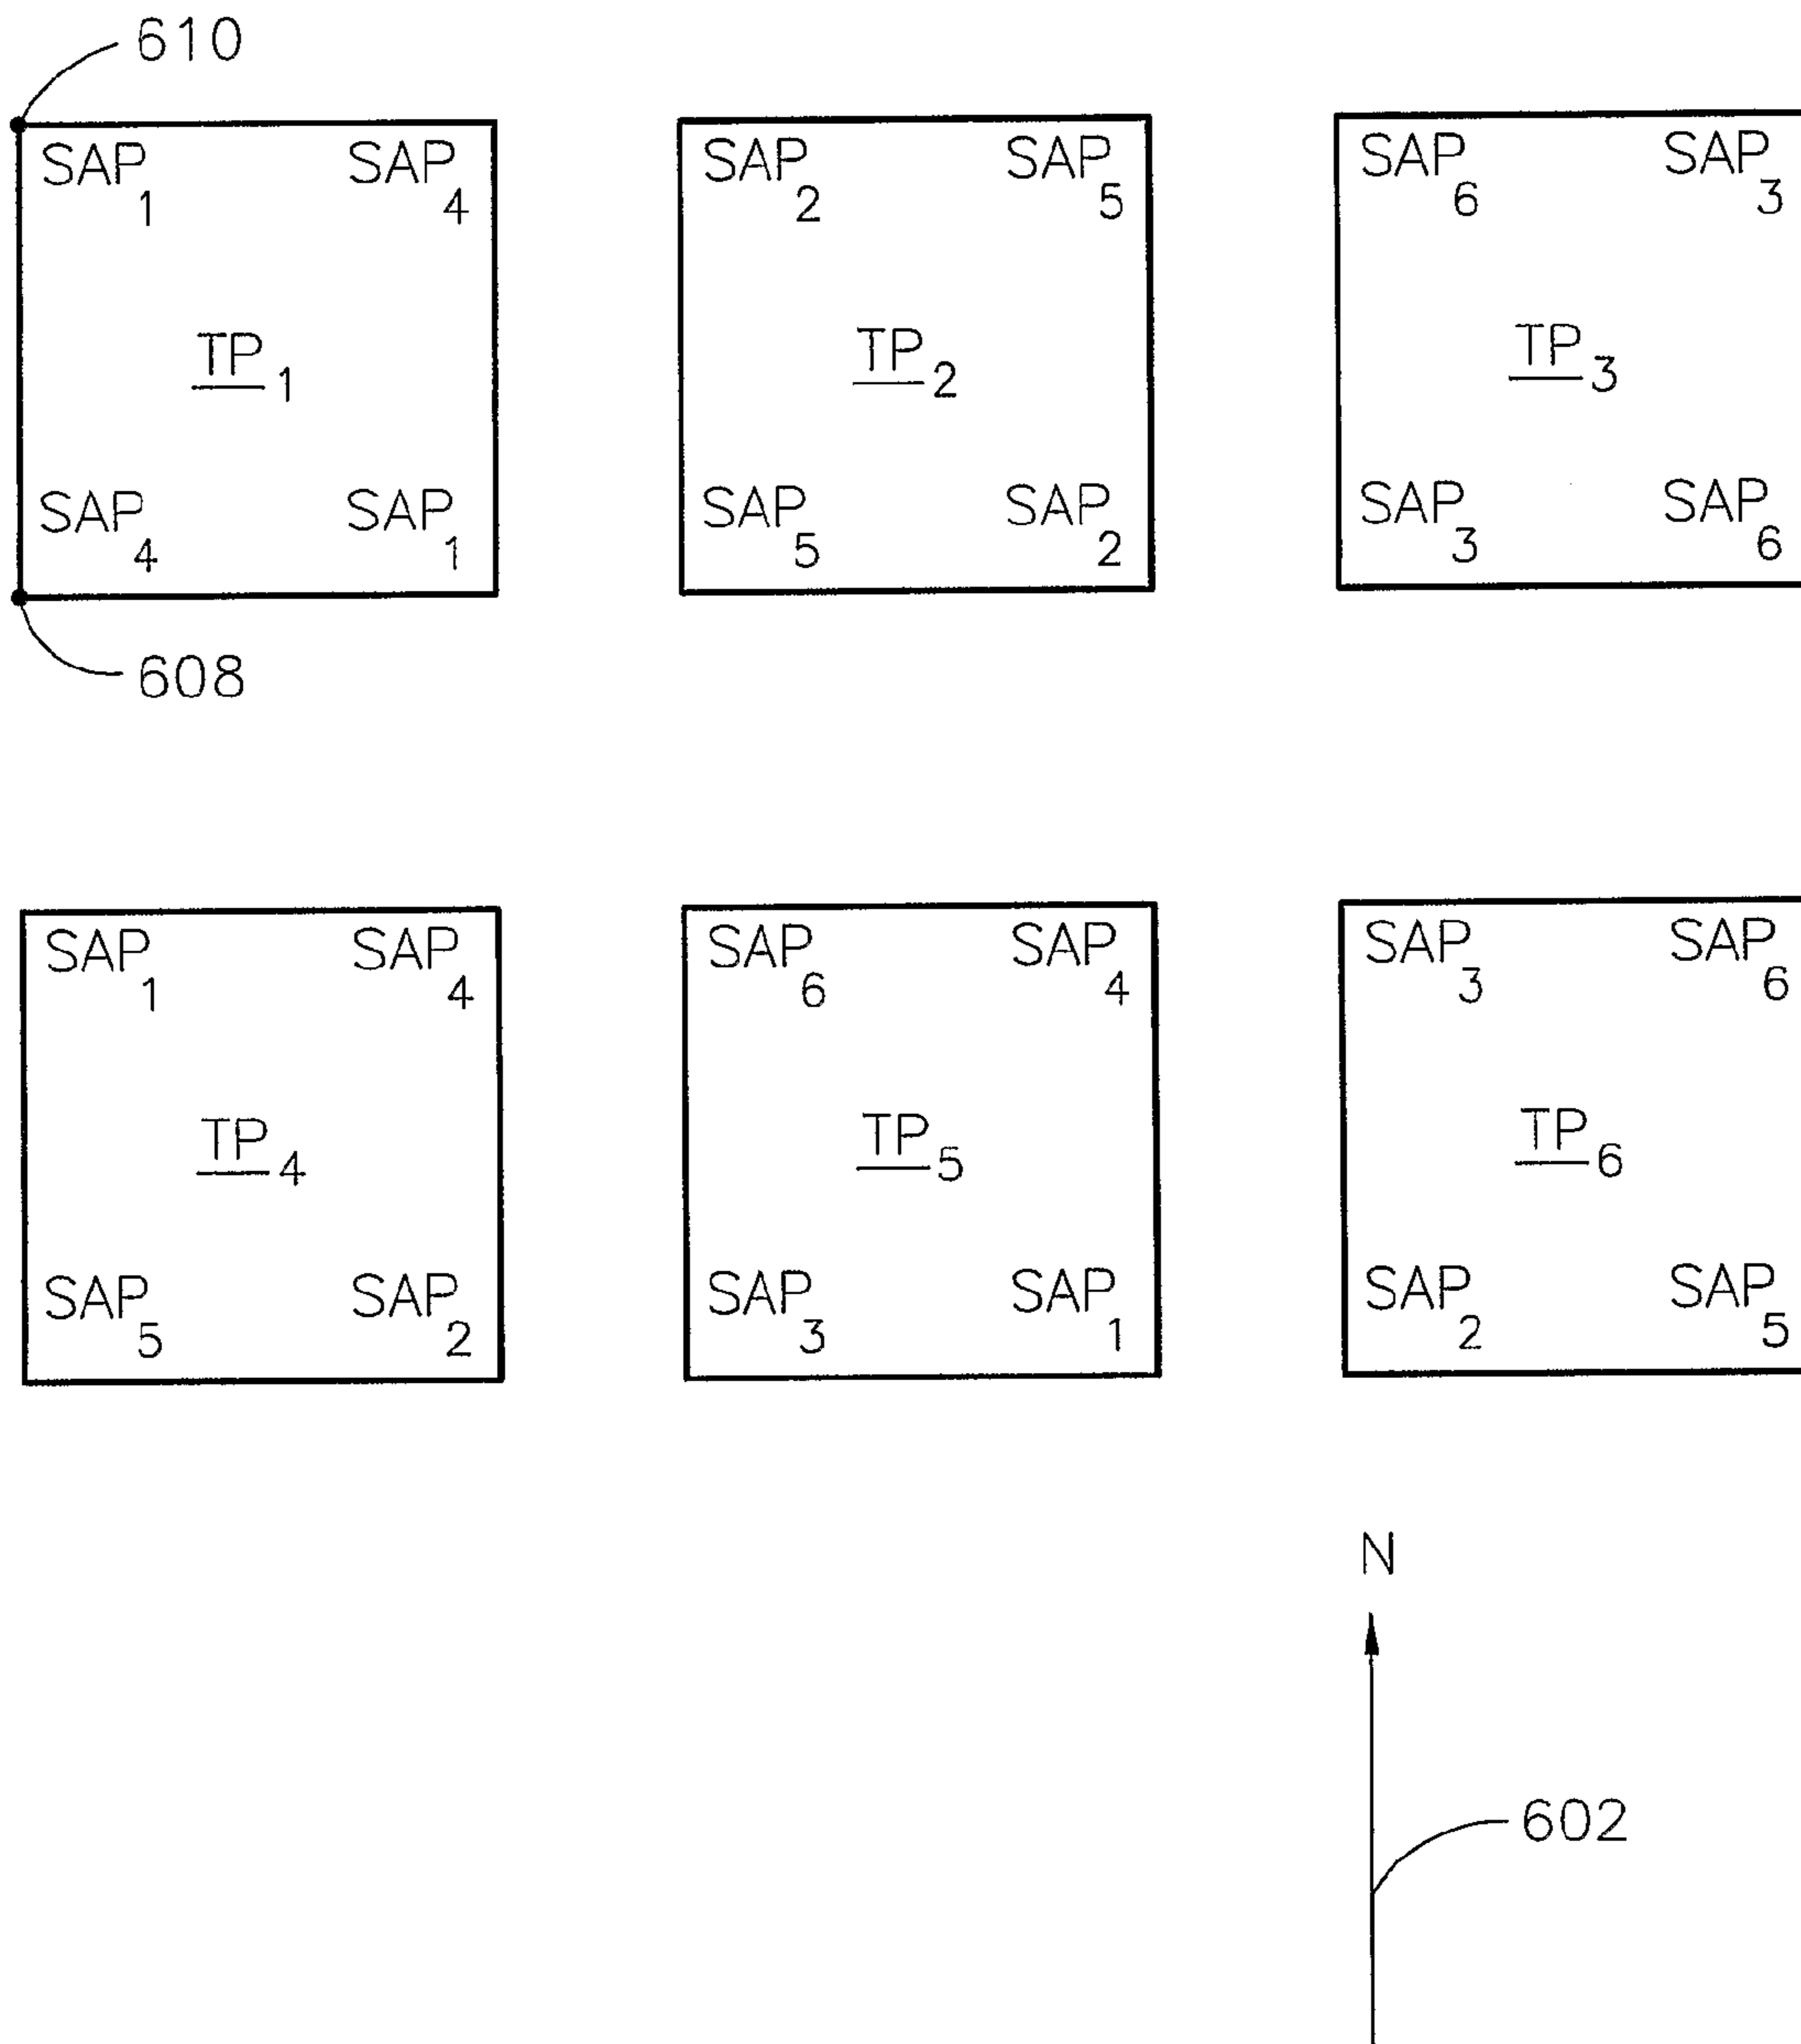 610
SAP1 SAP4 SAP2 SAP5 SAP6 SAP3
TP1 TP2 TP3
SAP4 SAP1 SAP5 SAP2 SAP3 SAP6
608
SAP1 SAP4 SAP6 SAP4 SAP3 SAP6
TP4 TP5 TP6
SAP5 SAP2 SAP3 SAP1 SAP2 SAP5
N
602